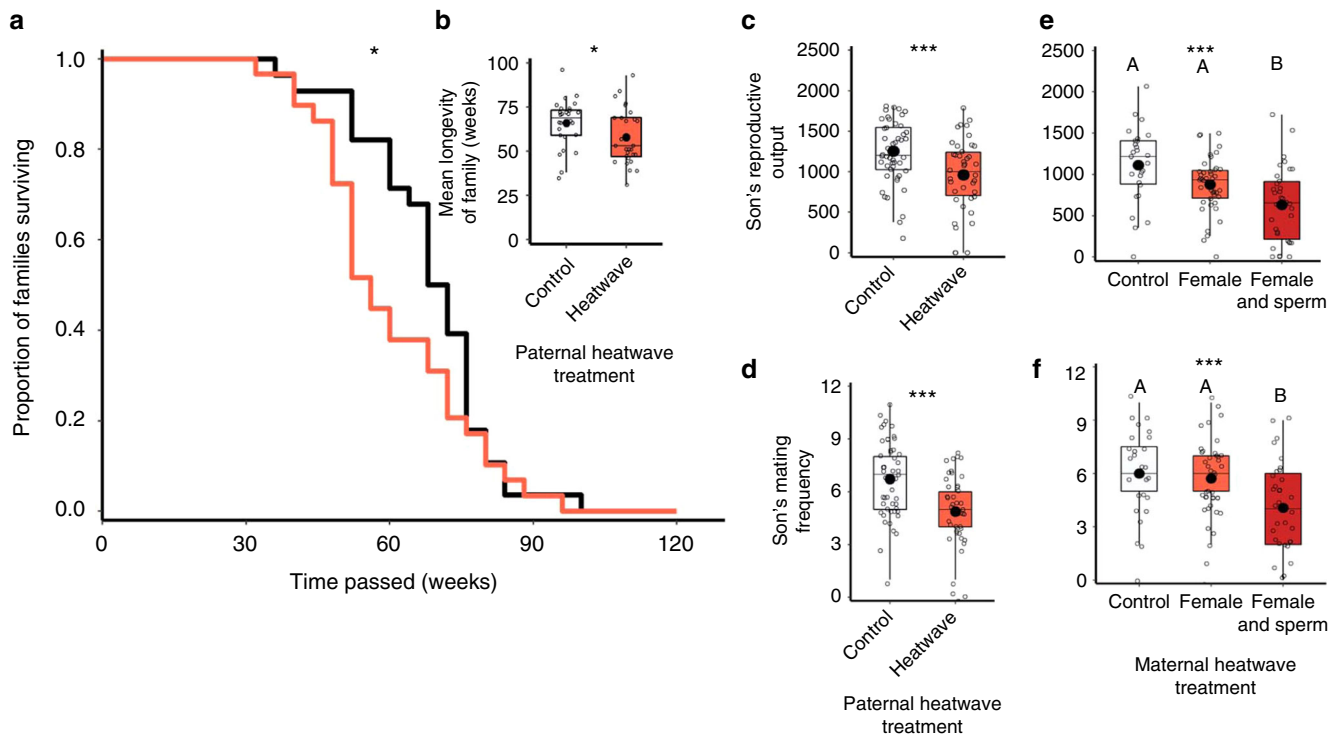 a
*
1.0
0.8
0.6
0.4
0.2
0.0
0
30
60
90
120
Proportion of families surviving
Time passed (weeks)
b
*
100
75
50
25
0
Mean longevity
of family (weeks)
Control
Heatwave
Paternal heatwave
treatment
c
***
2500
2000
1500
1000
500
0
Son's reproductive
output
Control
Heatwave
d
***
12
9
6
3
0
Son's mating
frequency
Control
Heatwave
Paternal heatwave
treatment
e
***
A
A
B
2500
2000
1500
1000
500
0
Control
Female
Female
and sperm
f
***
A
A
B
12
9
6
3
0
Control
Female
Female
and sperm
Maternal heatwave
treatment